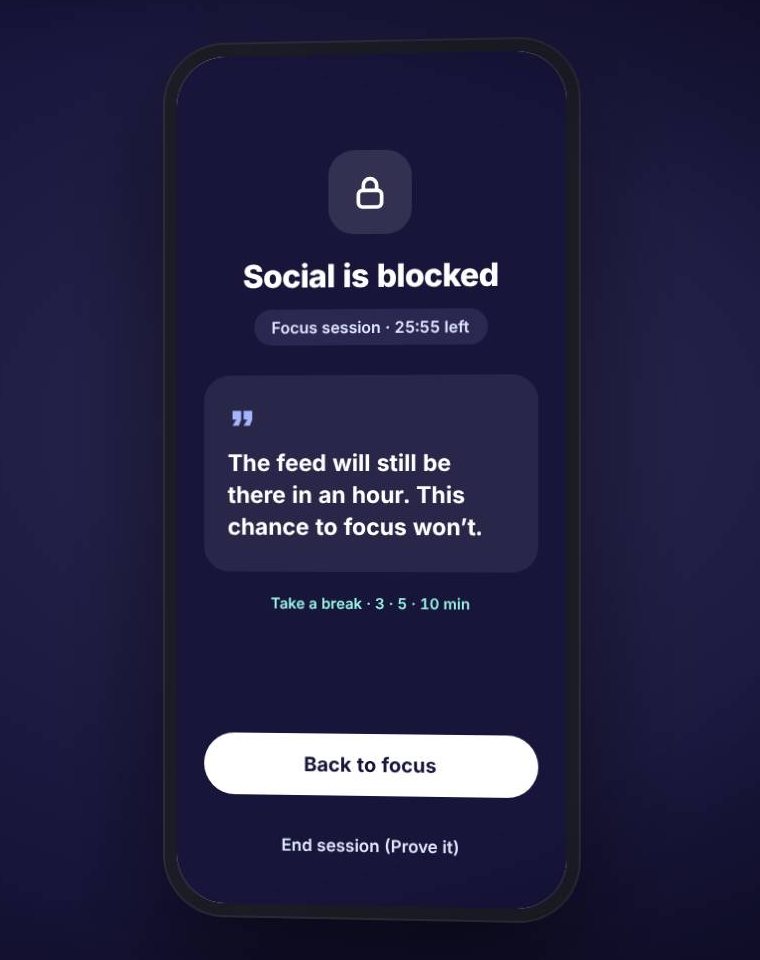 Social is blocked
Focus session · 25:55 left
”
The feed will still be
there in an hour. This
chance to focus won’t.
Take a break · 3 · 5 · 10 min
Back to focus
End session (Prove it)